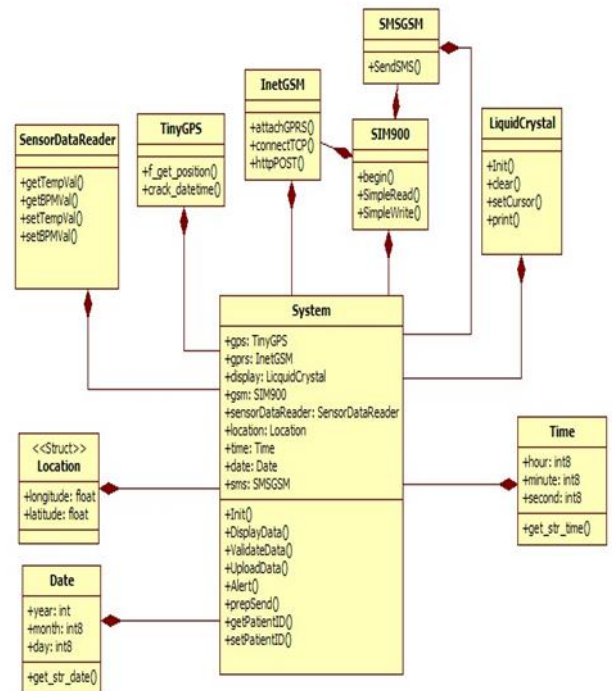 SMSGSM
+SendSMS()
InetGSM
+attachGPRS()
+connectTCP()
+httpPOST()
SIM900
+begin()
+SimpleRead()
+SimpleWrite()
LiquidCrystal
+Init()
+clear()
+setCursor()
+print()
TinyGPS
+f_get_position()
+crack_datetime()
SensorDataReader
+getTempVal()
+getBPMVal()
+setTempVal()
+setBPMVal()
System
+gps: TinyGPS
+gprs: InetGSM
+display: LicquidCrystal
+gsm: SIM900
+sensorDataReader: SensorDataReader
+location: Location
+time: Time
+date: Date
+sms: SMSGSM
+Init()
+DisplayData()
+ValidateData()
+UploadData()
+Alert()
+prepSend()
+getPatientID()
+setPatientID()
Time
+hour: int8
+minute: int8
+second: int8
+get_str_time()
<<Struct>>
Location
+longitude: float
+latitude: float
Date
+year: int
+month: int8
+day: int8
+get_str_date()